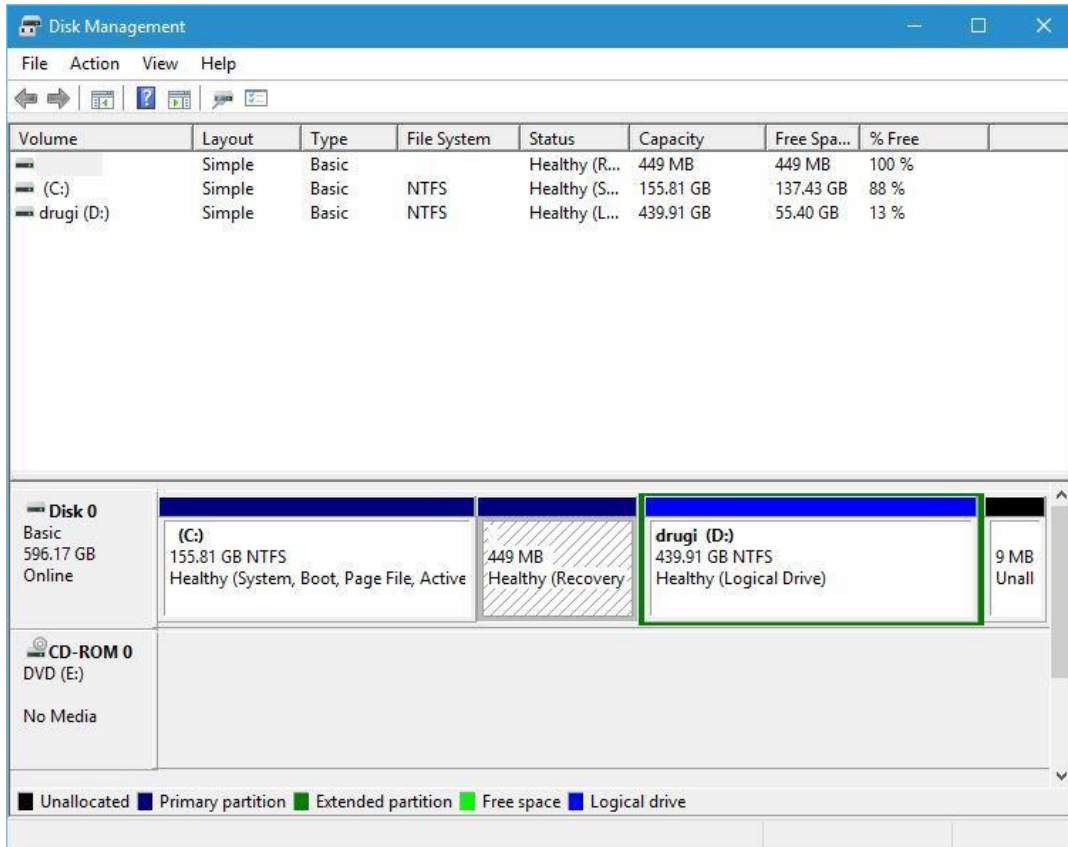 Disk Management
File Action View Help
Volume Layout Type File System Status Capacity Free Spa... % Free
Simple Basic Healthy (R... 449 MB 449 MB 100 %
(C:) Simple Basic NTFS Healthy (S... 155.81 GB 137.43 GB 88 %
drugi (D:) Simple Basic NTFS Healthy (L... 439.91 GB 55.40 GB 13 %
Disk 0
Basic
596.17 GB
Online
(C:)
155.81 GB NTFS
Healthy (System, Boot, Page File, Active
449 MB
Healthy (Recovery
drugi (D:)
439.91 GB NTFS
Healthy (Logical Drive)
9 MB
Unall
CD-ROM 0
DVD (E:)
No Media
Unallocated Primary partition Extended partition Free space Logical drive